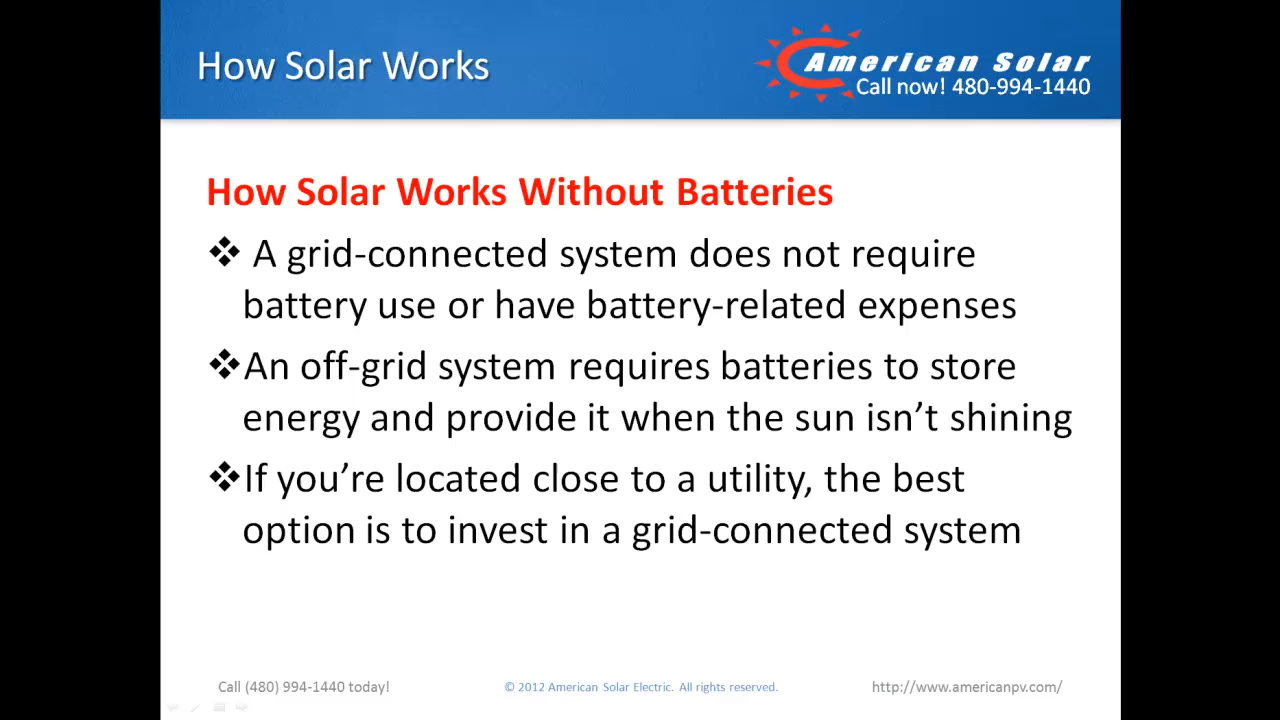 How Solar Works
American Solar
Call now! 480-994-1440
How Solar Works Without Batteries
❖ A grid-connected system does not require
battery use or have battery-related expenses
❖An off-grid system requires batteries to store
energy and provide it when the sun isn’t shining
❖If you’re located close to a utility, the best
option is to invest in a grid-connected system
Call (480) 994-1440 today!
© 2012 American Solar Electric. All rights reserved.
http://www.americanpv.com/